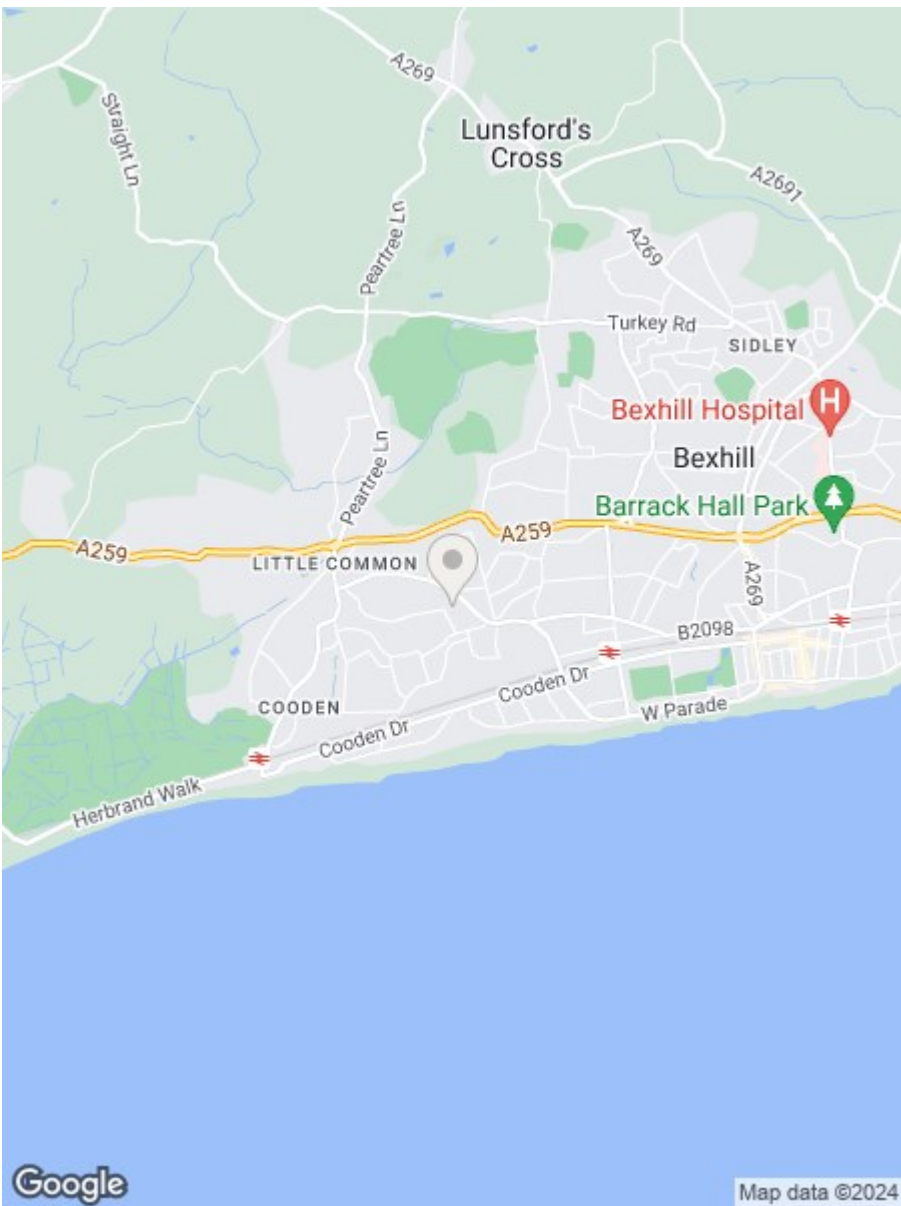 A269
Lunsford's
Cross
Straight Ln
A2691
Peartree Ln
A269
Turkey Rd
SIDLEY
Bexhill Hospital
H
Bexhill
Peartree Ln
Barrack Hall Park
A259
A259
LITTLE COMMON
A269
B2098
Cooden Dr
COODEN
W Parade
Cooden Dr
Herbrand Walk
Google
Map data ©2024